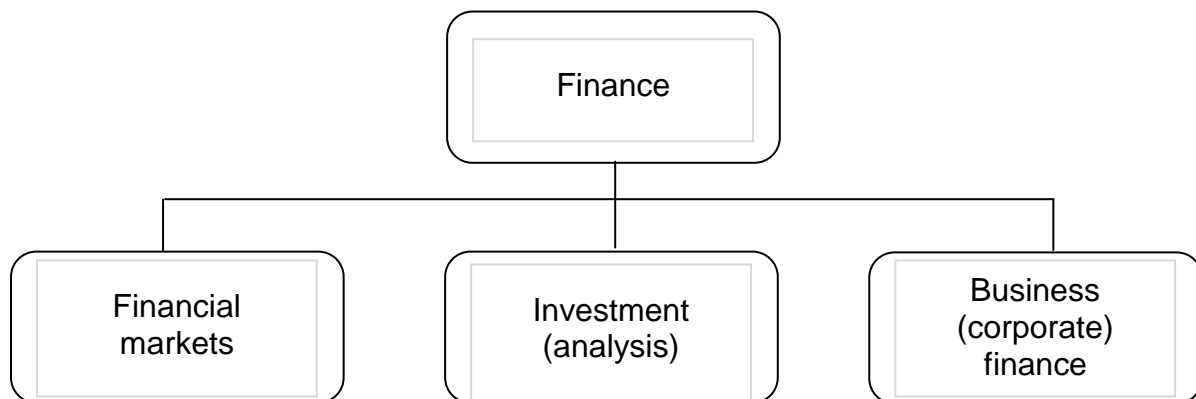 Finance
Financial
markets
Investment
(analysis)
Business
(corporate)
finance